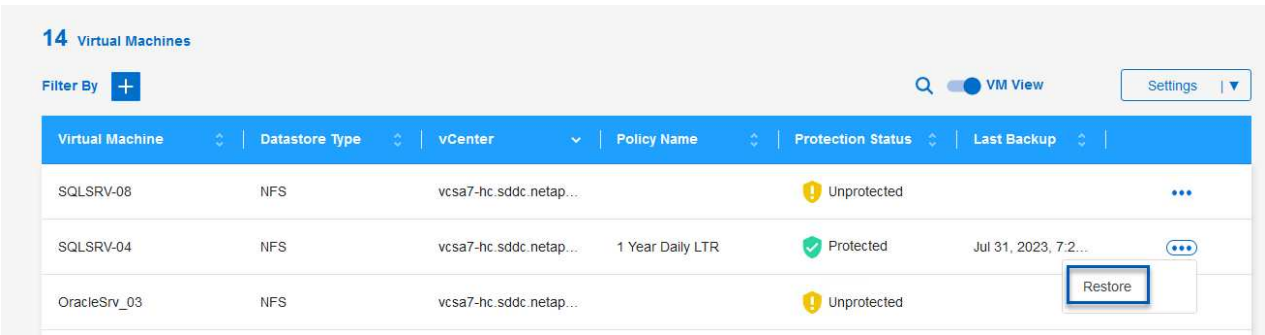 14 Virtual Machines
Filter By +
VM View
Settings | ▼
Virtual Machine Datastore Type vCenter Policy Name Protection Status Last Backup
SQLSRV-08 NFS vcsa7-hc.sddc.netap... Unprotected
SQLSRV-04 NFS vcsa7-hc.sddc.netap... 1 Year Daily LTR Protected Jul 31, 2023, 7:2...
Restore
OracleSrv_03 NFS vcsa7-hc.sddc.netap... Unprotected